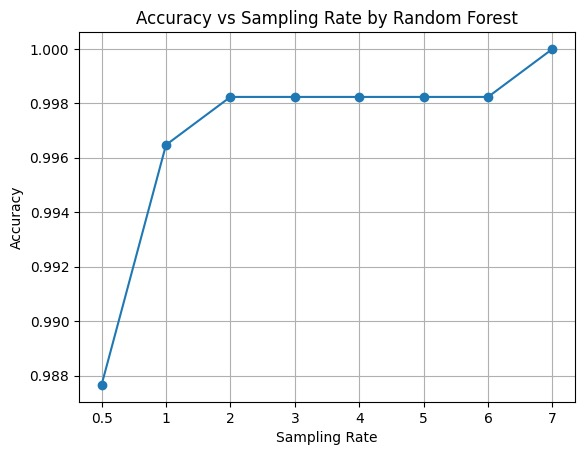 Accuracy vs Sampling Rate by Random Forest
1.000
0.998
0.996
0.994
0.992
0.990
0.988
Accuracy
0.5 1 2 3 4 5 6 7
Sampling Rate